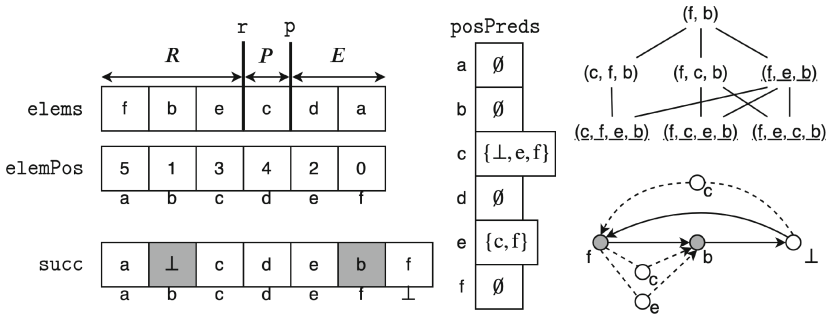 r p
R P E
elems f b e c d a
elemPos 5 1 3 4 2 0
a b c d e f
succ a ⊥ c d e b f
a b c d e f ⊥
posPreds
a ∅
b ∅
c {⊥, e, f}
d ∅
e {c, f}
f ∅
(f, b)
(c, f, b) (f, c, b) (f, e, b)
(c, f, e, b) (f, c, e, b) (f, e, c, b)
c
f b ⊥
c
e